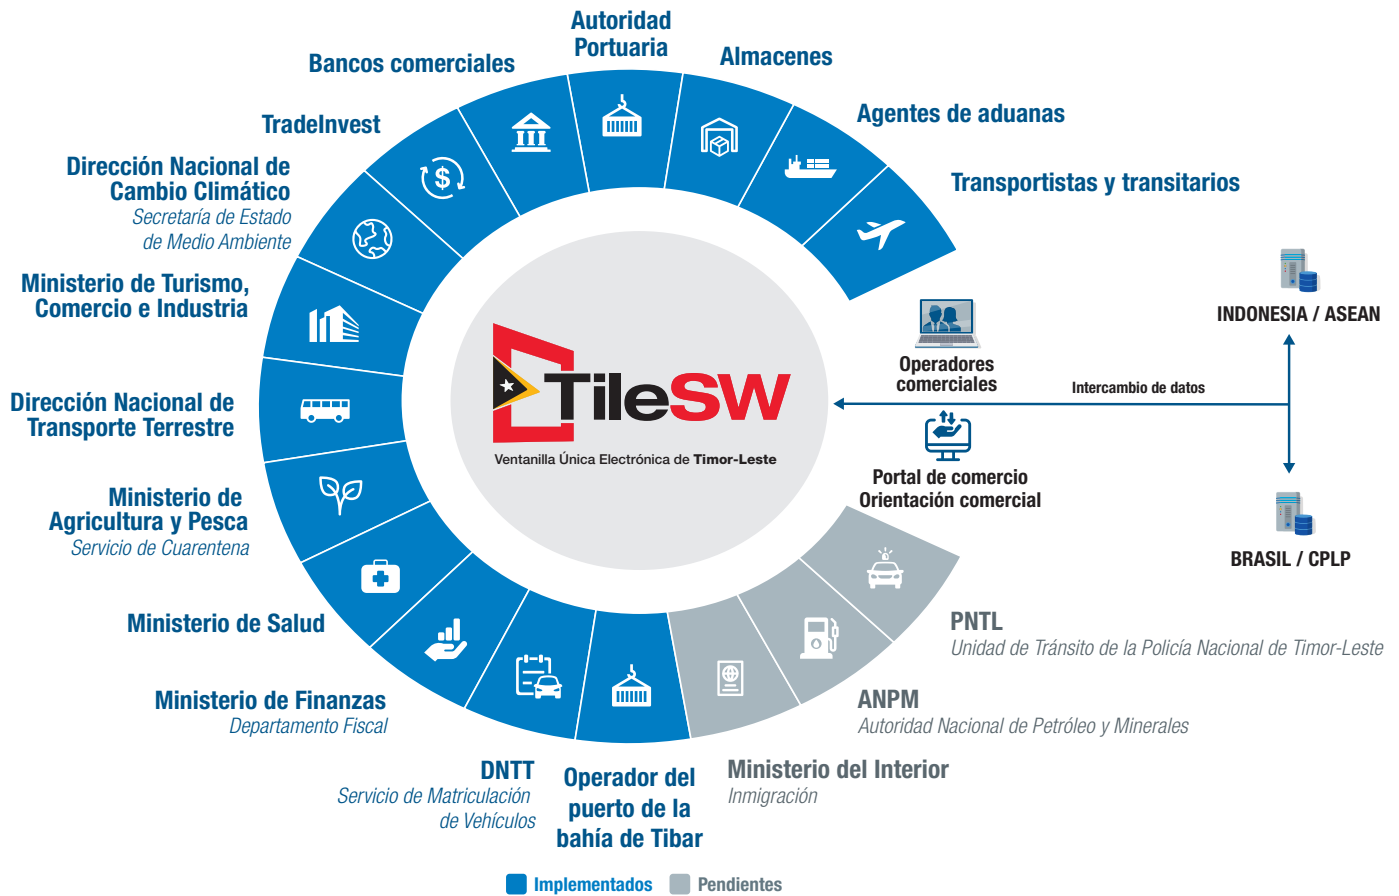 Autoridad
Portuaria
Bancos comerciales
Almacenes
TradeInvest
Agentes de aduanas
Dirección Nacional de
Cambio Climático
Secretaría de Estado
de Medio Ambiente
Transportistas y transitarios
Ministerio de Turismo,
Comercio e Industria
INDONESIA / ASEAN
Operadores
comerciales
Intercambio de datos
Dirección Nacional de
Transporte Terrestre
TileSW
Ventanilla Única Electrónica de Timor-Leste
Portal de comercio
Orientación comercial
Ministerio de
Agricultura y Pesca
Servicio de Cuarentena
BRASIL / CPLP
Ministerio de Salud
PNTL
Unidad de Tránsito de la Policía Nacional de Timor-Leste
Ministerio de Finanzas
Departamento Fiscal
ANPM
Autoridad Nacional de Petróleo y Minerales
DNTT
Servicio de Matriculación
de Vehículos
Operador del
puerto de la
bahía de Tibar
Ministerio del Interior
Inmigración
Implementados
Pendientes